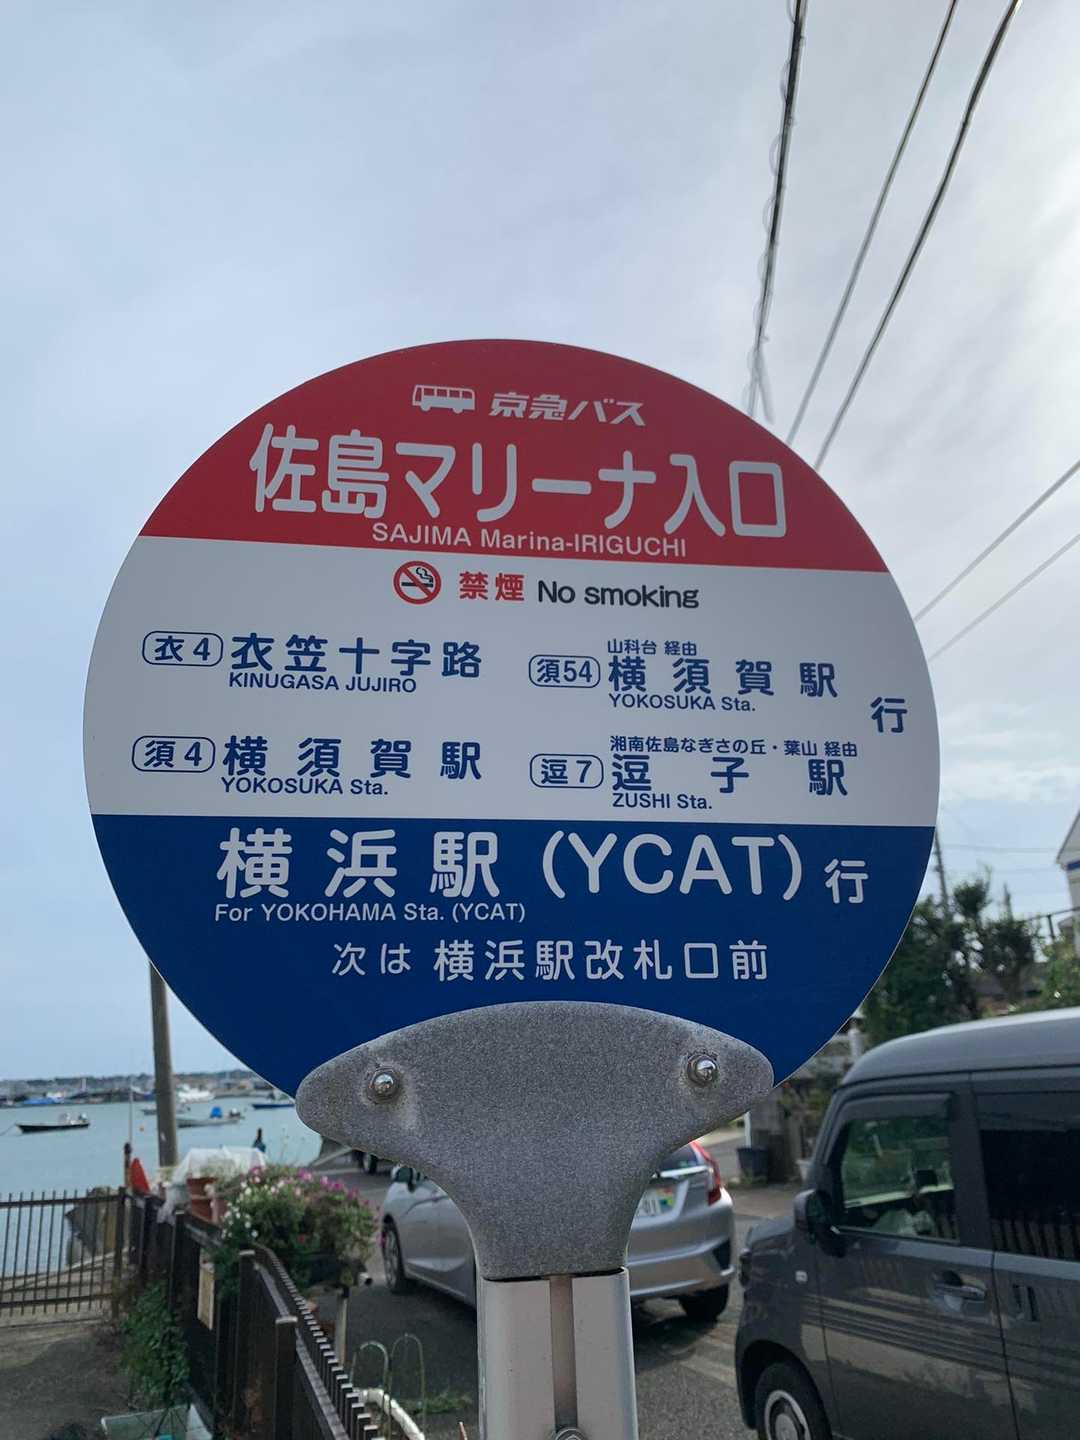 京急バス
佐島マリーナ入口
SAJIMA Marina-IRIGUCHI
禁煙 No smoking
衣4 衣笠十字路
KINUGASA JUJIRO
山科台 経由
須54 横須賀駅
YOKOSUKA Sta.
行
須4 横須賀駅
YOKOSUKA Sta.
湘南佐島なぎさの丘・葉山 経由
逗7 逗子駅
ZUSHI Sta.
横浜駅(YCAT)行
For YOKOHAMA Sta. (YCAT)
次は 横浜駅改札口前